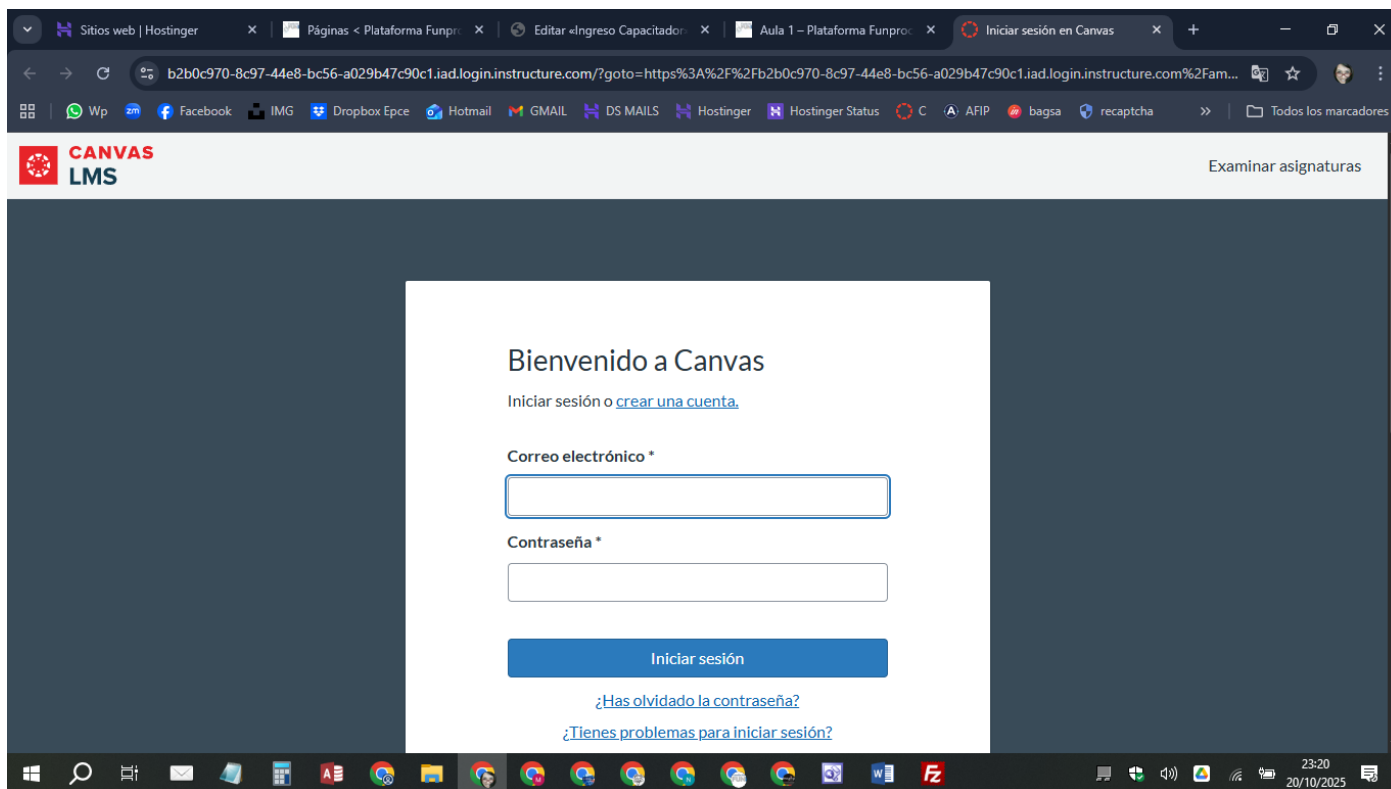 Sitios web | Hostinger
Páginas < Plataforma Funpro
Editar «Ingreso Capacitador
Aula 1 – Plataforma Funproc
Iniciar sesión en Canvas
b2b0c970-8c97-44e8-bc56-a029b47c90c1.iad.login.instructure.com/?goto=https%3A%2F%2Fb2b0c970-8c97-44e8-bc56-a029b47c90c1.iad.login.instructure.com%2Fam...
Wp zm Facebook IMG Dropbox Epce Hotmail GMAIL DS MAILS Hostinger Hostinger Status C AFIP bagsa recaptcha » Todos los marcadores
CANVAS
LMS
Examinar asignaturas
Bienvenido a Canvas
Iniciar sesión o crear una cuenta.
Correo electrónico *
Contraseña *
Iniciar sesión
¿Has olvidado la contraseña?
¿Tienes problemas para iniciar sesión?
23:20
20/10/2025